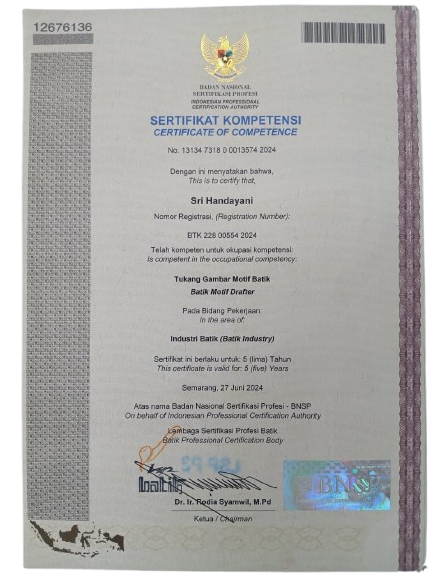 12676136
BADAN NASIONAL
SERTIFIKASI PROFESI
INDONESIAN PROFESSIONAL
CERTIFICATION AUTHORITY
SERTIFIKAT KOMPETENSI
CERTIFICATE OF COMPETENCE
No. 13134 7318 0 0013574 2024
Dengan ini menyatakan bahwa,
This is to certify that,
Sri Handayani
Nomor Registrasi, (Registration Number):
BTK 228 00554 2024
Telah kompeten untuk okupasi kompetensi:
Is competent in the occupational competency:
Tukang Gambar Motif Batik
Batik Motif Drafter
Pada Bidang Pekerjaan:
In the area of:
Industri Batik (Batik Industry)
Sertifikat ini berlaku untuk: 5 (lima) Tahun
This certificate is valid for: 5 (five) Years
Semarang, 27 Juni 2024
Atas nama Badan Nasional Sertifikasi Profesi - BNSP
On behalf of Indonesian Professional Certification Authority
Lembaga Sertifikasi Profesi Batik
Batik Professional Certification Body
LSP P3
batik
BNSP
Dr. Ir. Rodia Syamwil, M.Pd
Ketua / Chairman